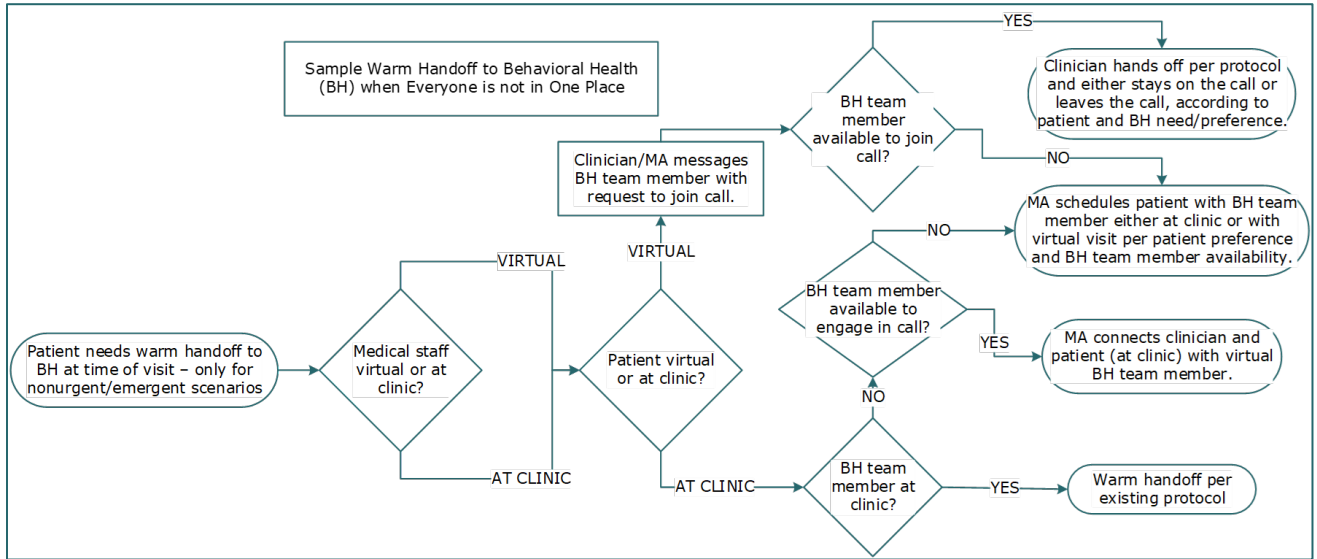 Sample Warm Handoff to Behavioral Health
(BH) when Everyone is not in One Place
Patient needs warm handoff to
BH at time of visit – only for
nonurgent/emergent scenarios
Medical staff
virtual or at
clinic?
VIRTUAL
AT CLINIC
Patient virtual
or at clinic?
VIRTUAL
Clinician/MA messages
BH team member with
request to join call.
BH team
member
available to join
call?
YES
Clinician hands off per protocol
and either stays on the call or
leaves the call, according to
patient and BH need/preference.
NO
MA schedules patient with BH team
member either at clinic or with
virtual visit per patient preference
and BH team member availability.
AT CLINIC
BH team
member at
clinic?
NO
BH team member
available to
engage in call?
NO
YES
MA connects clinician and
patient (at clinic) with virtual
BH team member.
YES
Warm handoff per
existing protocol